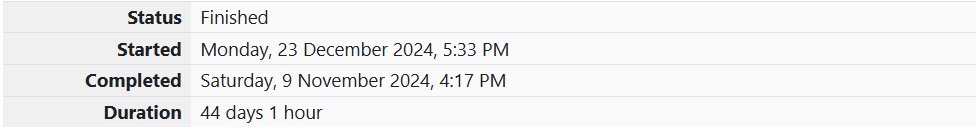 Status Finished
Started Monday, 23 December 2024, 5:33 PM
Completed Saturday, 9 November 2024, 4:17 PM
Duration 44 days 1 hour